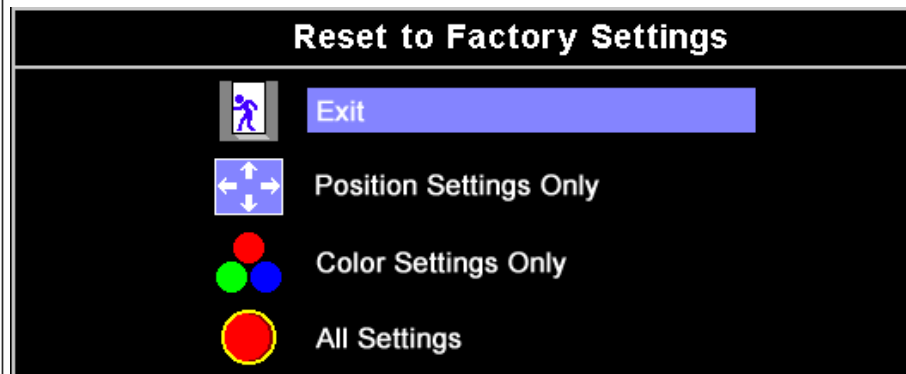 Reset to Factory Settings
Exit
Position Settings Only
Color Settings Only
All Settings